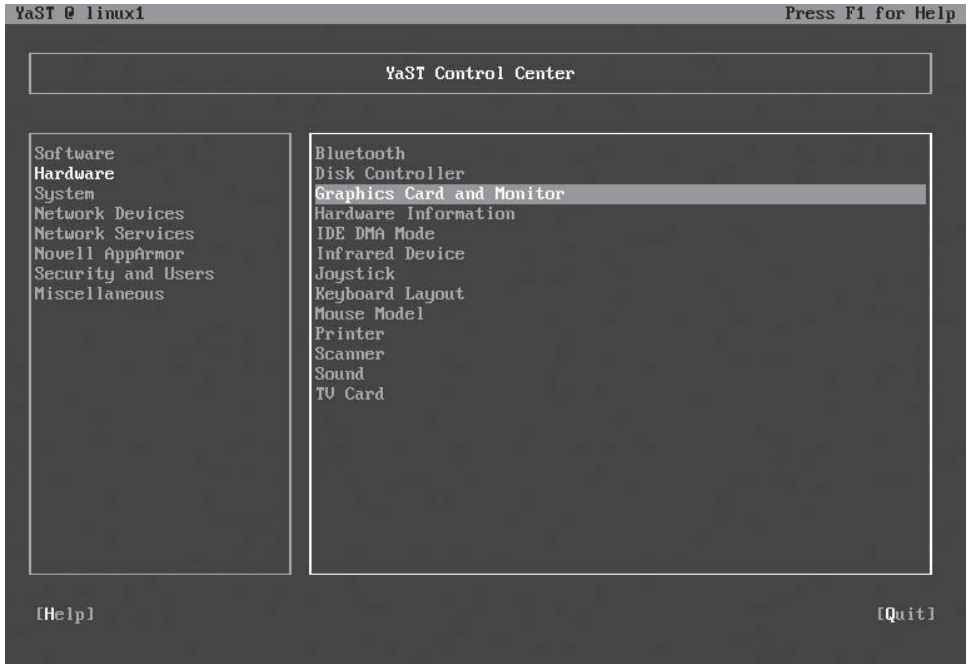 YaST @ linux1 Press F1 for Help
YaST Control Center
Software
Hardware
System
Network Devices
Network Services
Novell AppArmor
Security and Users
Miscellaneous
Bluetooth
Disk Controller
Graphics Card and Monitor
Hardware Information
IDE DMA Mode
Infrared Device
Joystick
Keyboard Layout
Mouse Model
Printer
Scanner
Sound
TV Card
[Help] [Quit]